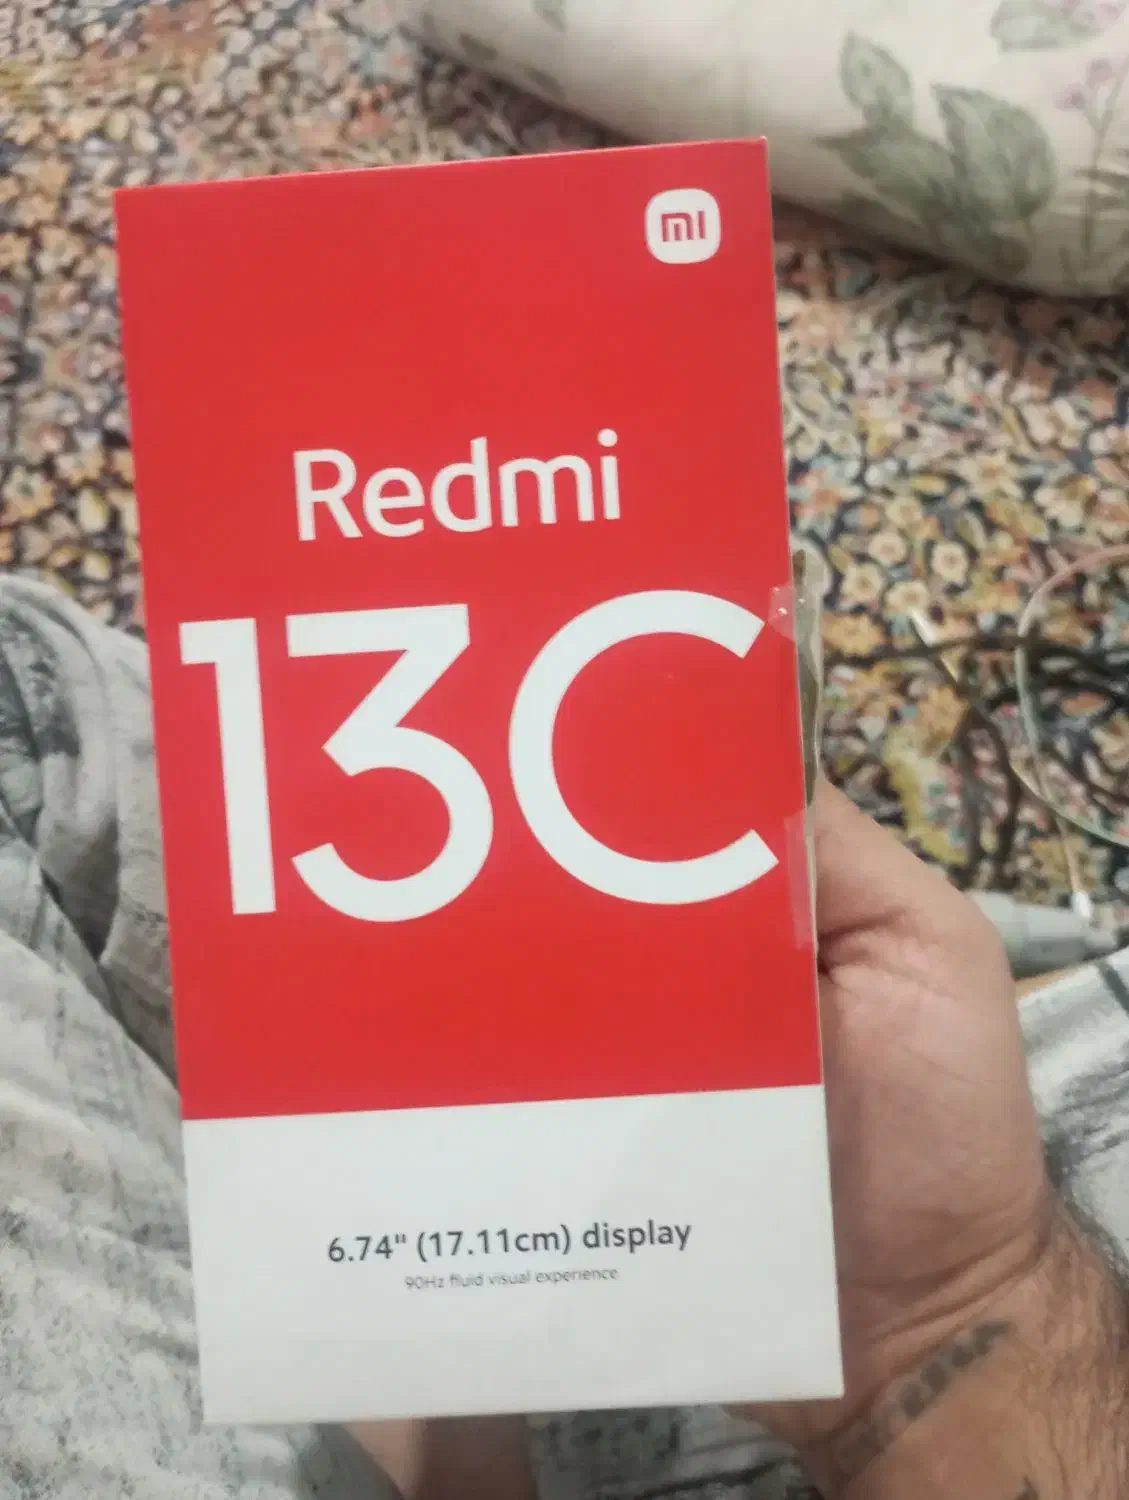 mi
Redmi
13C
6.74" (17.11cm) display
90Hz fluid visual experience